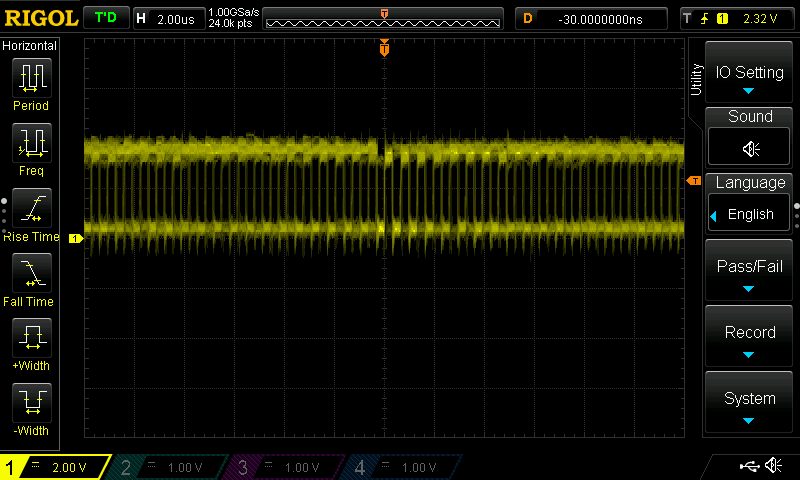 RIGOL T'D H 2.00us 1.00GSa/s 24.0k pts T D -30.0000000ns T 1 2.32 V
Horizontal
Period
Freq
Rise Time
Fall Time
+Width
-Width
T
T
1
Utility
IO Setting
Sound
Language
English
Pass/Fail
Record
System
1 2.00 V 2 1.00 V 3 1.00 V 4 1.00 V